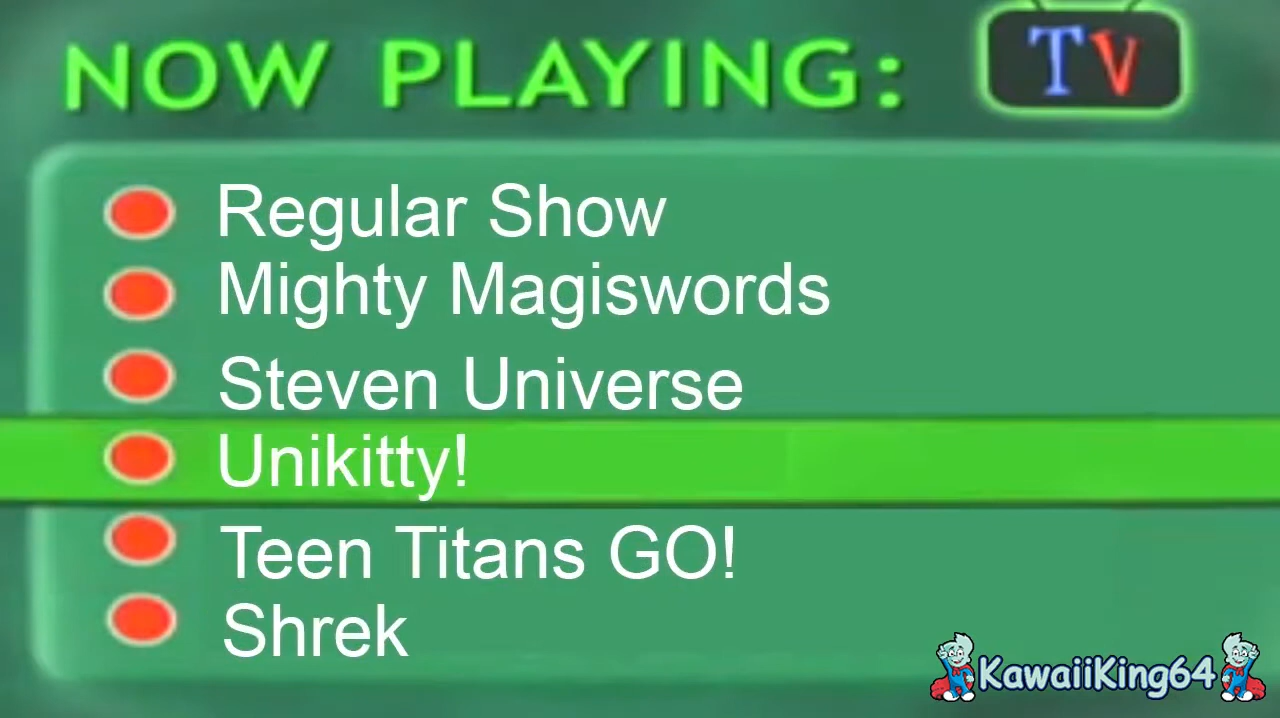 NOW PLAYING:
TV
Regular Show
Mighty Magiswords
Steven Universe
Unikitty!
Teen Titans GO!
Shrek
KawaiiKing64